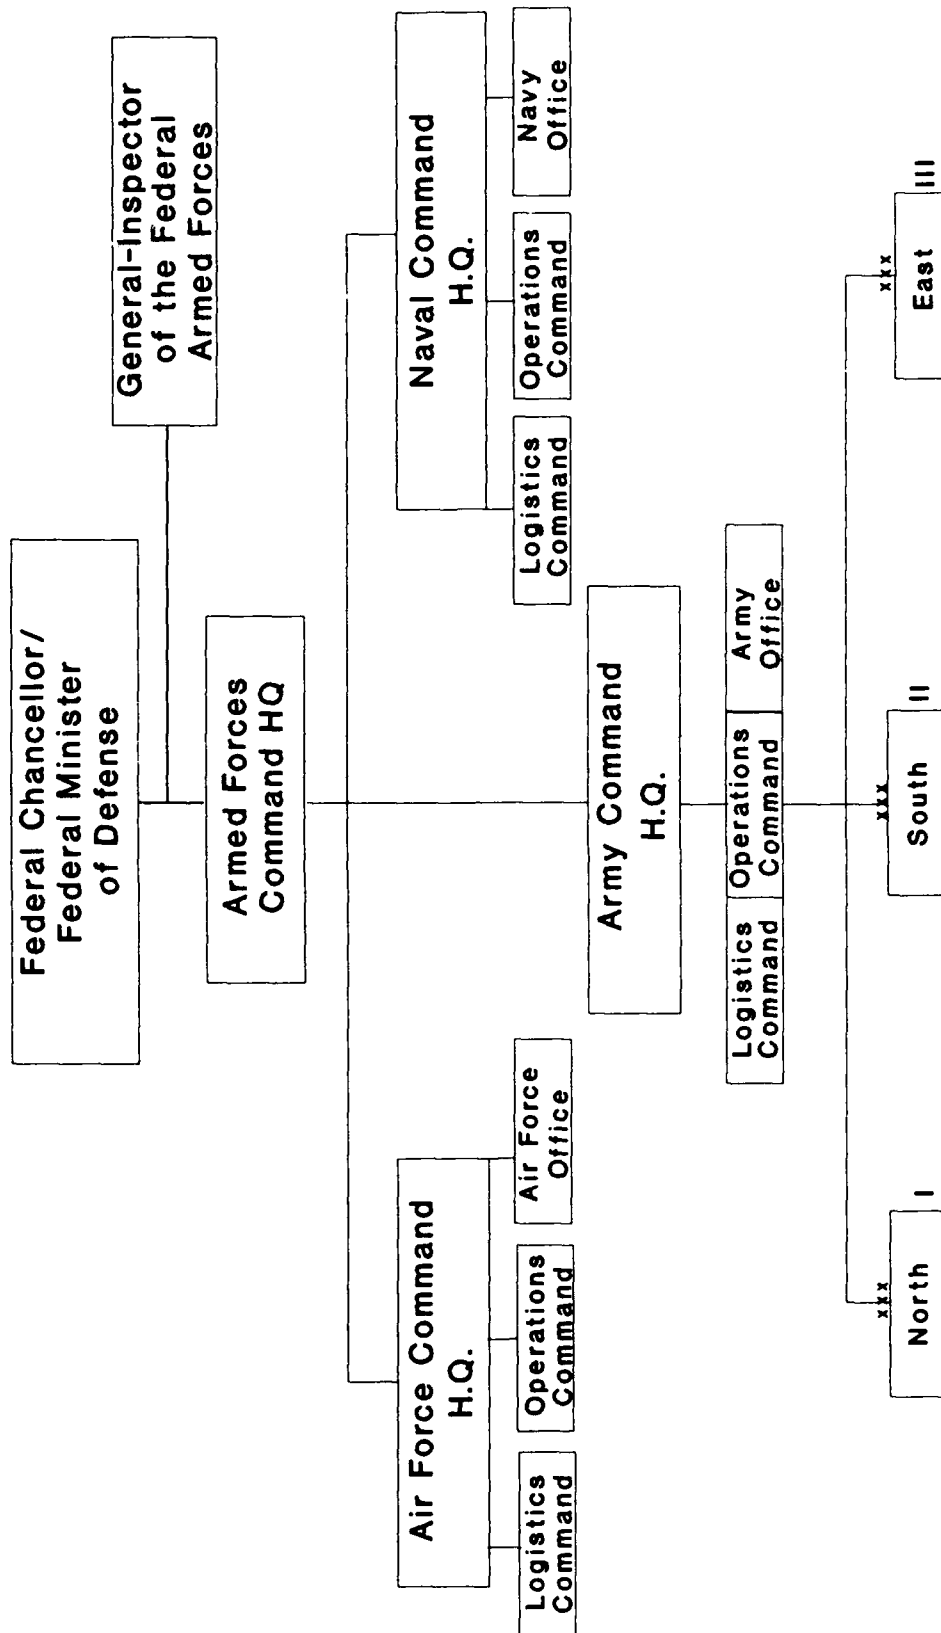 Federal Chancellor/
Federal Minister
of Defense
General-Inspector
of the Federal
Armed Forces
Armed Forces
Command HQ
Air Force Command
H.Q.
Naval Command
H.Q.
Logistics
Command
Operations
Command
Air Force
Office
Logistics
Command
Operations
Command
Navy
Office
Army Command
H.Q.
Logistics
Command
Operations
Command
Army
Office
xxx
North
I
xxx
South
II
xxx
East
III